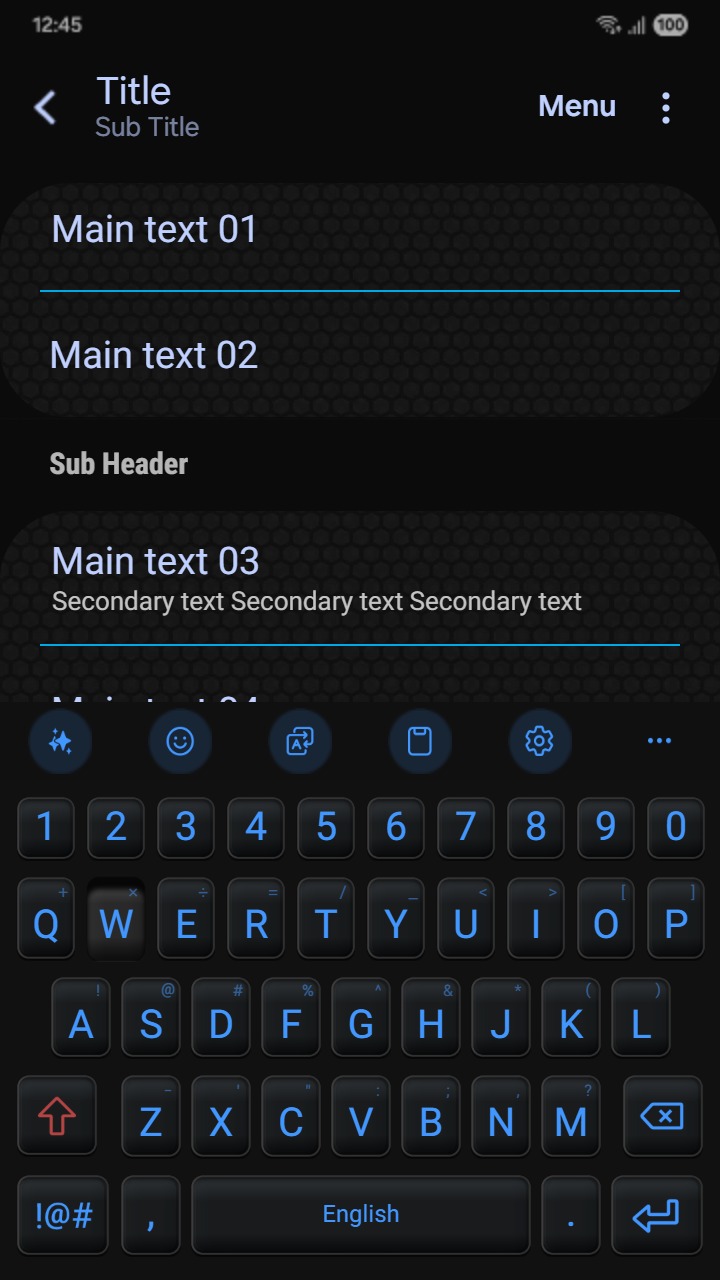 12:45
100
Title
Sub Title
Menu
Main text 01
Main text 02
Sub Header
Main text 03
Secondary text Secondary text Secondary text
1 2 3 4 5 6 7 8 9 0
+ × ÷ = / _ < > [ ]
Q W E R T Y U I O P
! @ # % ^ & * ( )
A S D F G H J K L
- ' " : ; , ?
Z X C V B N M
!@# , English .